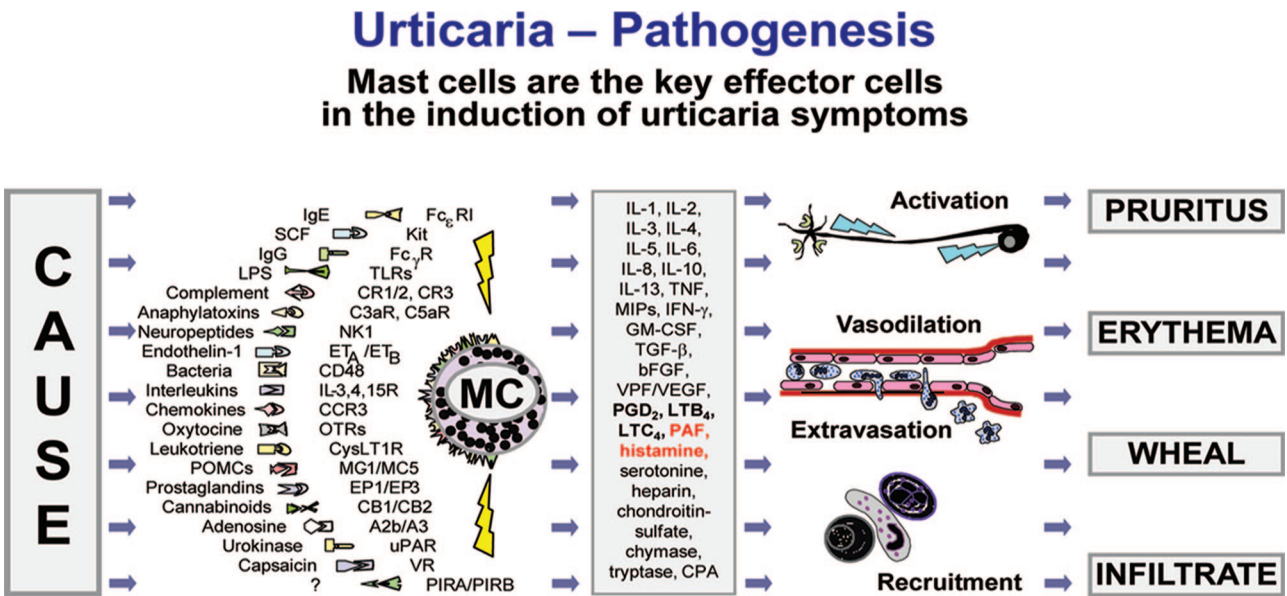 Urticaria – Pathogenesis
Mast cells are the key effector cells
in the induction of urticaria symptoms
CAUSE
IgE FcεRI
SCF Kit
IgG FcγR
LPS TLRs
Complement CR1/2, CR3
Anaphylatoxins C3aR, C5aR
Neuropeptides NK1
Endothelin-1 ET_A/ET_B
Bacteria CD48
Interleukins IL-3,4,15R
Chemokines CCR3
Oxytocine OTRs
Leukotriene CysLT1R
POMCs MG1/MC5
Prostaglandins EP1/EP3
Cannabinoids CB1/CB2
Adenosine A2b/A3
Urokinase uPAR
Capsaicin VR
? PIRA/PIRB
MC
IL-1, IL-2,
IL-3, IL-4,
IL-5, IL-6,
IL-8, IL-10,
IL-13, TNF,
MIPs, IFN-γ,
GM-CSF,
TGF-β,
bFGF,
VPF/VEGF,
PGD₂, LTB₄,
LTC₄, PAF,
histamine,
serotonine,
heparin,
chondroitin-
sulfate,
chymase,
tryptase, CPA
Activation
Vasodilation
Extravasation
Recruitment
PRURITUS
ERYTHEMA
WHEAL
INFILTRATE